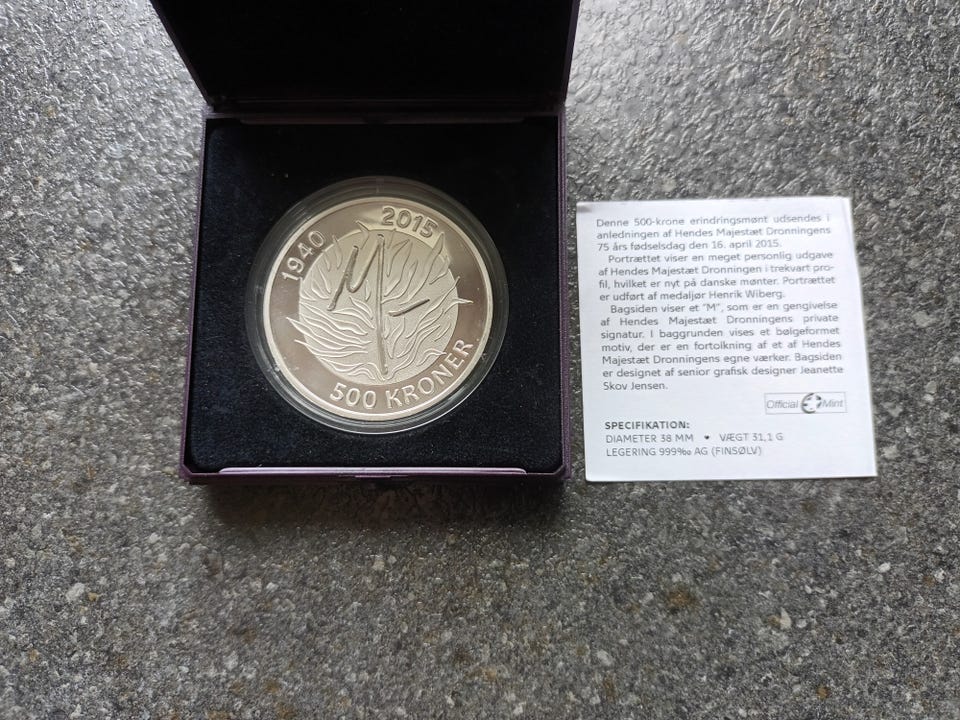 1940 2015
M
500 KRONER
Denne 500-krone erindringsmønt udsendes i
anledningen af Hendes Majestæt Dronningens
75 års fødselsdag den 16. april 2015.
Portrættet viser en meget personlig udgave
af Hendes Majestæt Dronningen i trekvart pro-
fil, hvilket er nyt på danske mønter. Portrættet
er udført af medaljør Henrik Wiberg.
Bagsiden viser et "M", som er en gengivelse
af Hendes Majestæt Dronningens private
signatur. I baggrunden vises et bølgeformet
motiv, der er en fortolkning af et af Hendes
Majestæt Dronningens egne værker. Bagsiden
er designet af senior grafisk designer Jeanette
Skov Jensen.
Official Mint
SPECIFIKATION:
DIAMETER 38 MM • VÆGT 31,1 G
LEGERING 999‰ AG (FINSØLV)